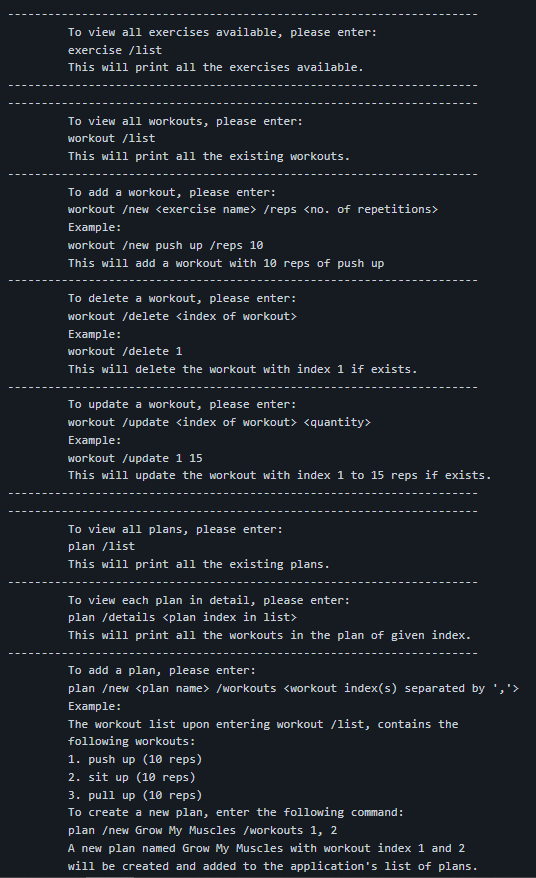 ----------------------------------------------------------------------
To view all exercises available, please enter:
exercise /list
This will print all the exercises available.
----------------------------------------------------------------------
----------------------------------------------------------------------
To view all workouts, please enter:
workout /list
This will print all the existing workouts.
----------------------------------------------------------------------
To add a workout, please enter:
workout /new <exercise name> /reps <no. of repetitions>
Example:
workout /new push up /reps 10
This will add a workout with 10 reps of push up
----------------------------------------------------------------------
To delete a workout, please enter:
workout /delete <index of workout>
Example:
workout /delete 1
This will delete the workout with index 1 if exists.
----------------------------------------------------------------------
To update a workout, please enter:
workout /update <index of workout> <quantity>
Example:
workout /update 1 15
This will update the workout with index 1 to 15 reps if exists.
----------------------------------------------------------------------
----------------------------------------------------------------------
To view all plans, please enter:
plan /list
This will print all the existing plans.
----------------------------------------------------------------------
To view each plan in detail, please enter:
plan /details <plan index in list>
This will print all the workouts in the plan of given index.
----------------------------------------------------------------------
To add a plan, please enter:
plan /new <plan name> /workouts <workout index(s) separated by ','>
Example:
The workout list upon entering workout /list, contains the
following workouts:
1. push up (10 reps)
2. sit up (10 reps)
3. pull up (10 reps)
To create a new plan, enter the following command:
plan /new Grow My Muscles /workouts 1, 2
A new plan named Grow My Muscles with workout index 1 and 2
will be created and added to the application's list of plans.